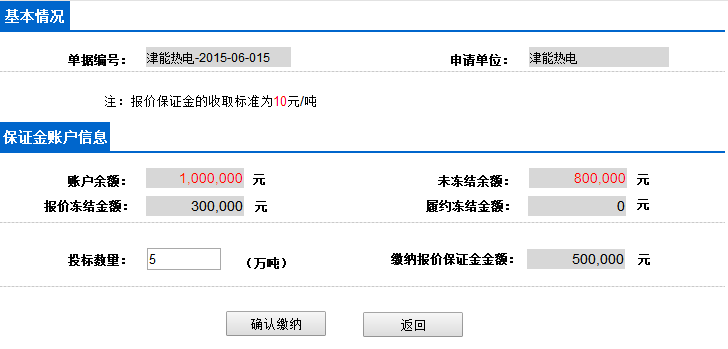 基本情况
单据编号： 津能热电-2015-06-015 申请单位： 津能热电
注：报价保证金的收取标准为10元/吨
保证金账户信息
账户余额： 1,000,000 元 未冻结余额： 800,000 元
报价冻结金额： 300,000 元 履约冻结金额： 0 元
投标数量： 5 （万吨） 缴纳报价保证金金额： 500,000 元
确认缴纳 返回